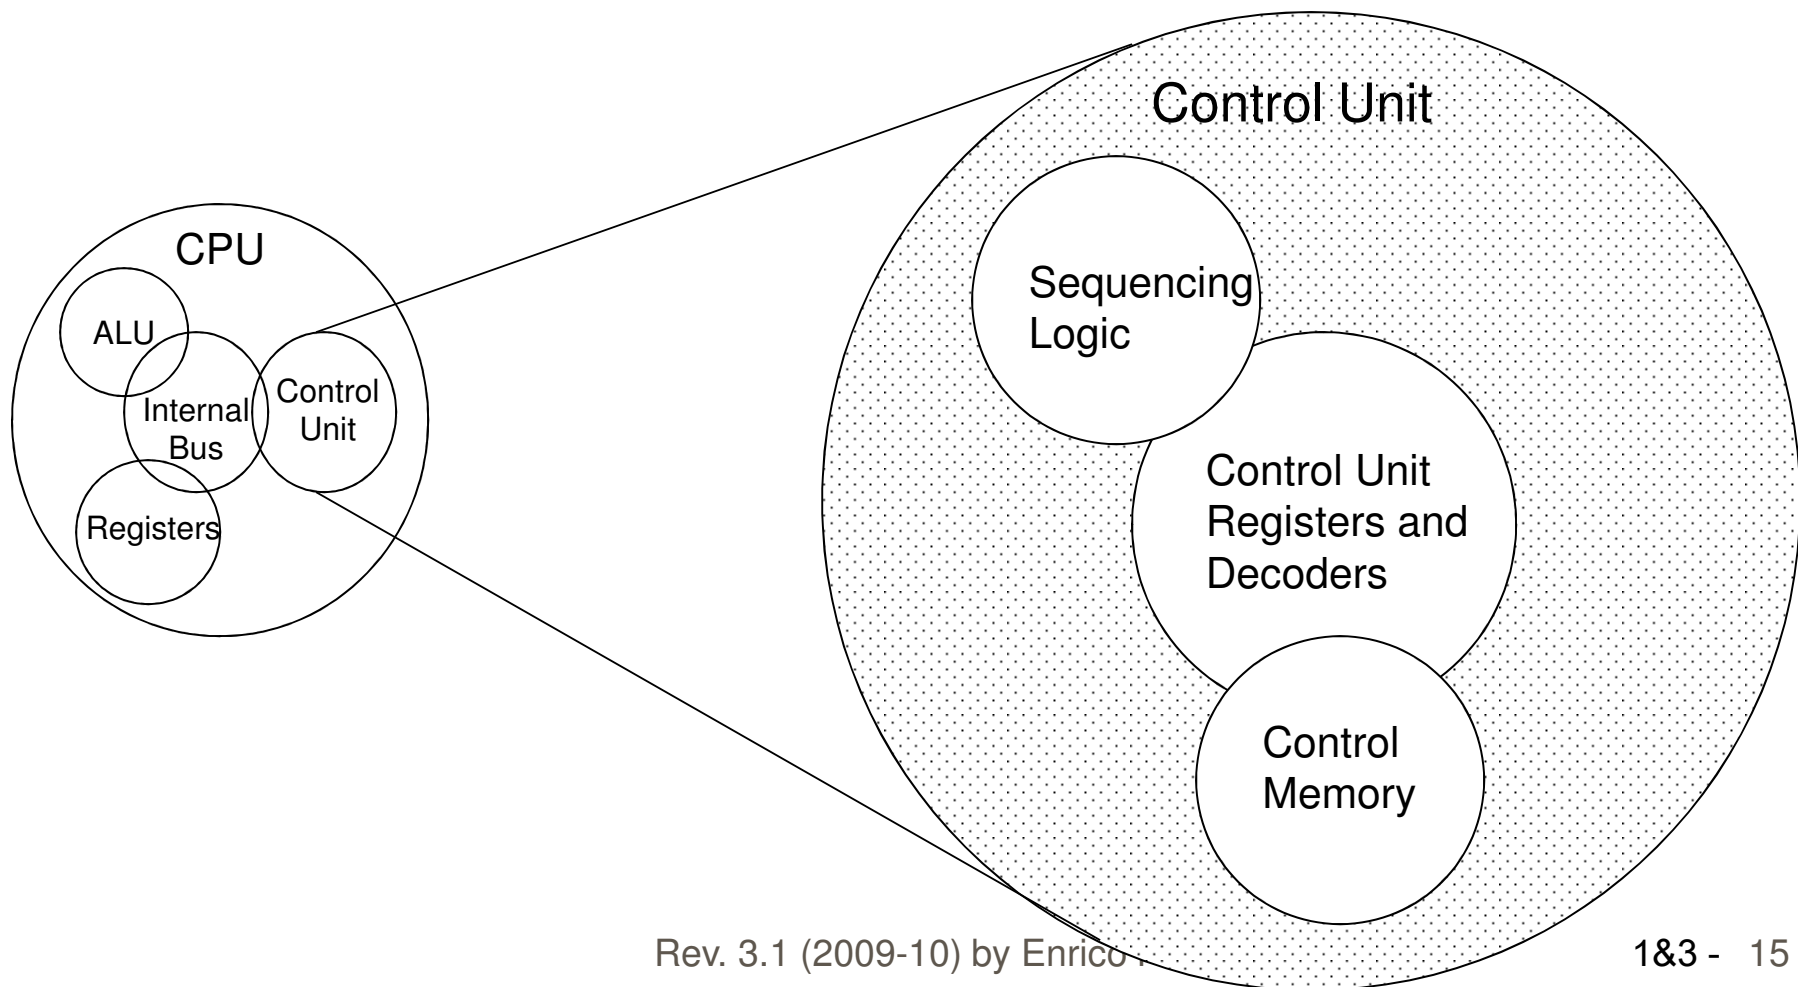 Control Unit
CPU
ALU
Internal
Bus
Control
Unit
Registers
Sequencing
Logic
Control Unit
Registers and
Decoders
Control
Memory
Rev. 3.1 (2009-10) by Enrico
1&3 - 15